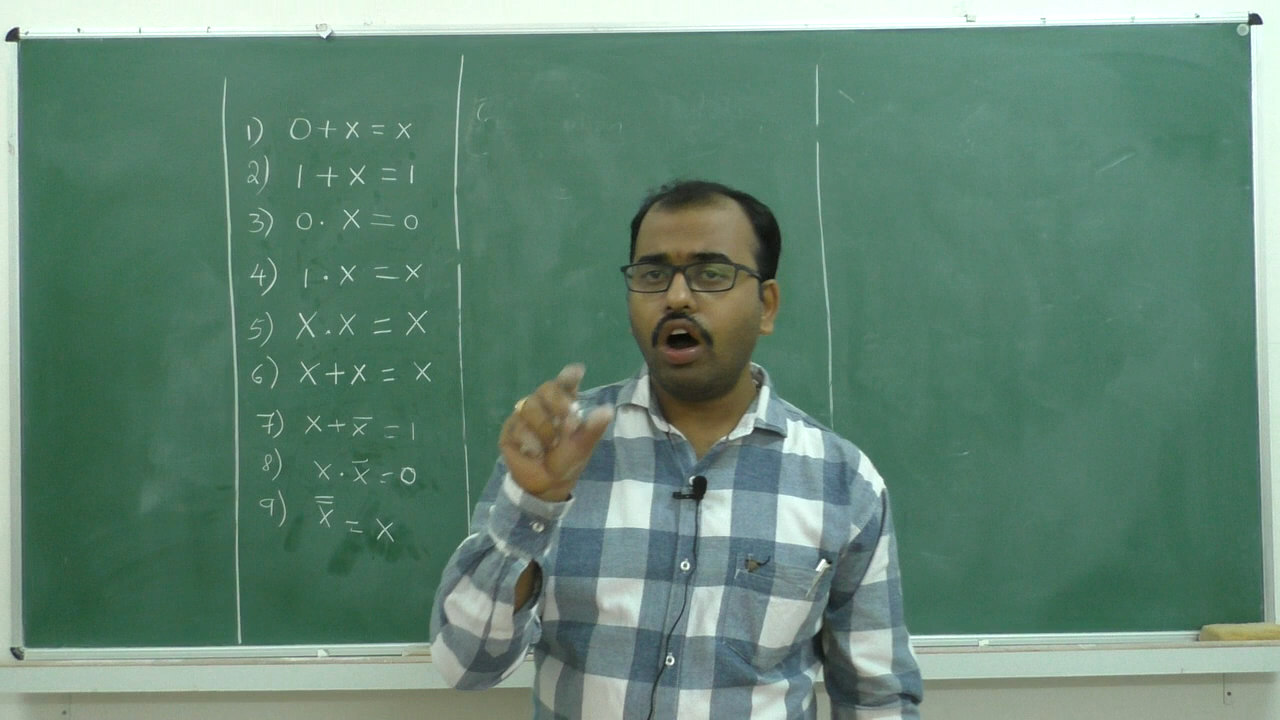 1) 0 + x = x
2) 1 + x = 1
3) 0 · x = 0
4) 1 · x = x
5) x · x = x
6) x + x = x
7) x + x̅ = 1
8) x · x̅ = 0
9) x̿ = x